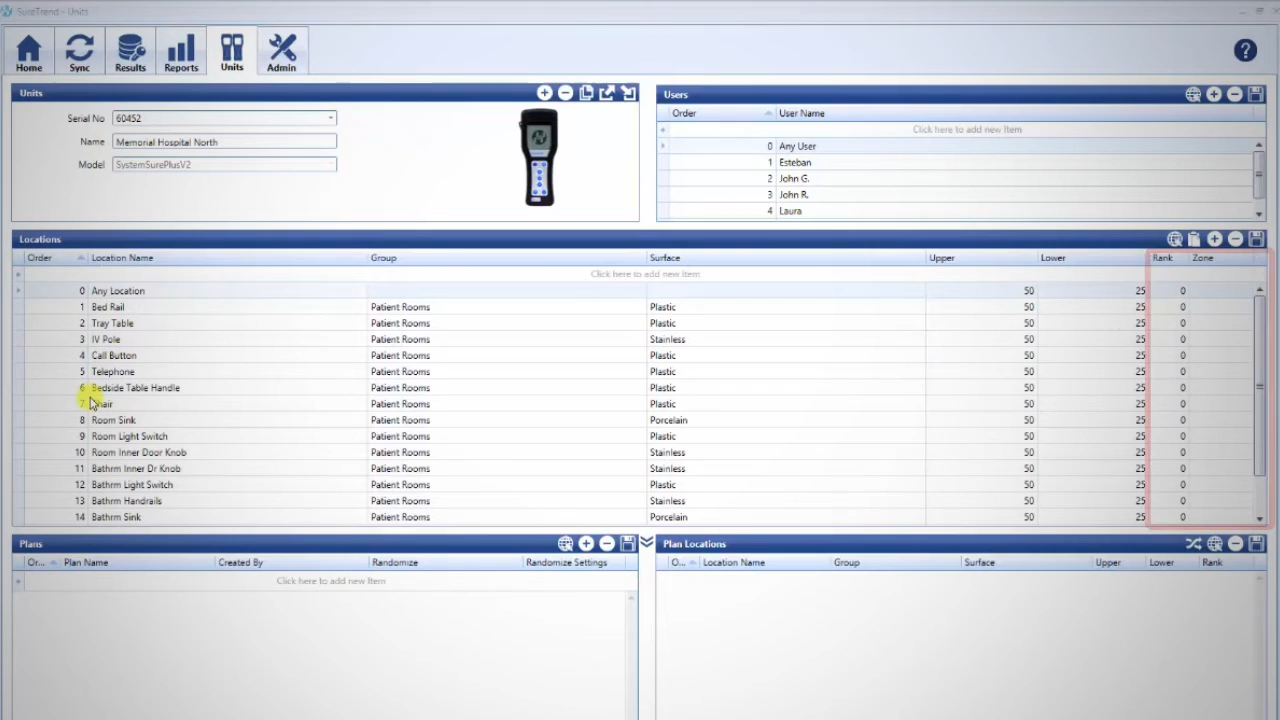 SureTrend - Units
Home Sync Results Reports Units Admin ?
Units
Serial No 60452
Name Memorial Hospital North
Model SystemSurePlusV2
Users
Order User Name
Click here to add new item
0 Any User
1 Esteban
2 John G.
3 John R.
4 Laura
Locations
Order Location Name Group Surface Upper Lower Rank Zone
Click here to add new item
0 Any Location 50 25 0
1 Bed Rail Patient Rooms Plastic 50 25 0
2 Tray Table Patient Rooms Plastic 50 25 0
3 IV Pole Patient Rooms Stainless 50 25 0
4 Call Button Patient Rooms Plastic 50 25 0
5 Telephone Patient Rooms Plastic 50 25 0
6 Bedside Table Handle Patient Rooms Plastic 50 25 0
7 Chair Patient Rooms Plastic 50 25 0
8 Room Sink Patient Rooms Porcelain 50 25 0
9 Room Light Switch Patient Rooms Plastic 50 25 0
10 Room Inner Door Knob Patient Rooms Stainless 50 25 0
11 Bathrm Inner Dr Knob Patient Rooms Stainless 50 25 0
12 Bathrm Light Switch Patient Rooms Plastic 50 25 0
13 Bathrm Handrails Patient Rooms Stainless 50 25 0
14 Bathrm Sink Patient Rooms Porcelain 50 25 0
Plans
Or... Plan Name Created By Randomize Randomize Settings
Click here to add new item
Plan Locations
O... Location Name Group Surface Upper Lower Rank